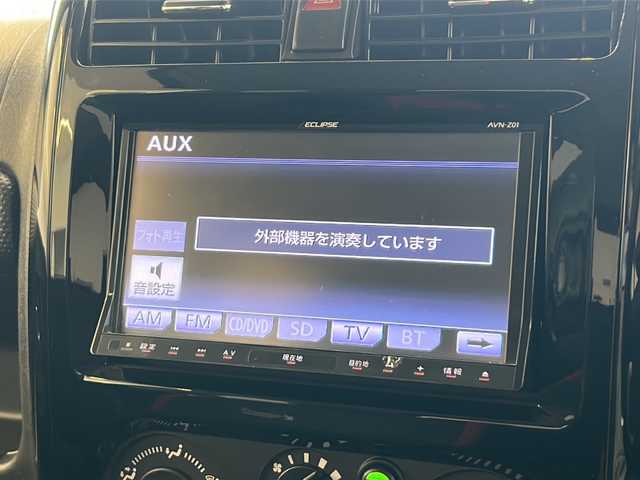 ECLIPSE AVN-Z01
AUX
フォト再生
外部機器を演奏しています
音設定
AM FM CD/DVD SD TV BT
設定 AV 現在地 目的地 情報